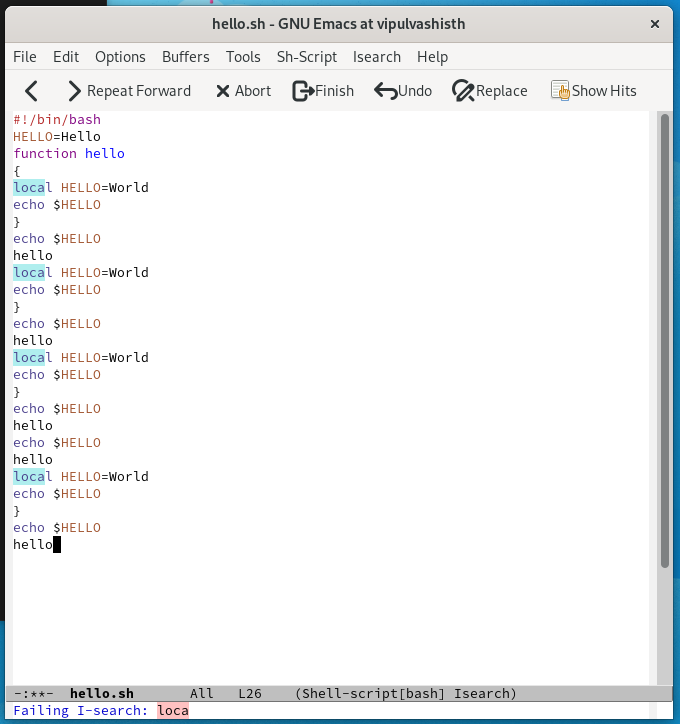 hello.sh - GNU Emacs at vipulvashisth
File Edit Options Buffers Tools Sh-Script Isearch Help
Repeat Forward Abort Finish Undo Replace Show Hits
#!/bin/bash
HELLO=Hello
function hello
{
local HELLO=World
echo $HELLO
}
echo $HELLO
hello
local HELLO=World
echo $HELLO
}
echo $HELLO
hello
local HELLO=World
echo $HELLO
}
echo $HELLO
hello
echo $HELLO
hello
local HELLO=World
echo $HELLO
}
echo $HELLO
hello
-:**- hello.sh All L26 (Shell-script[bash] Isearch)
Failing I-search: loca